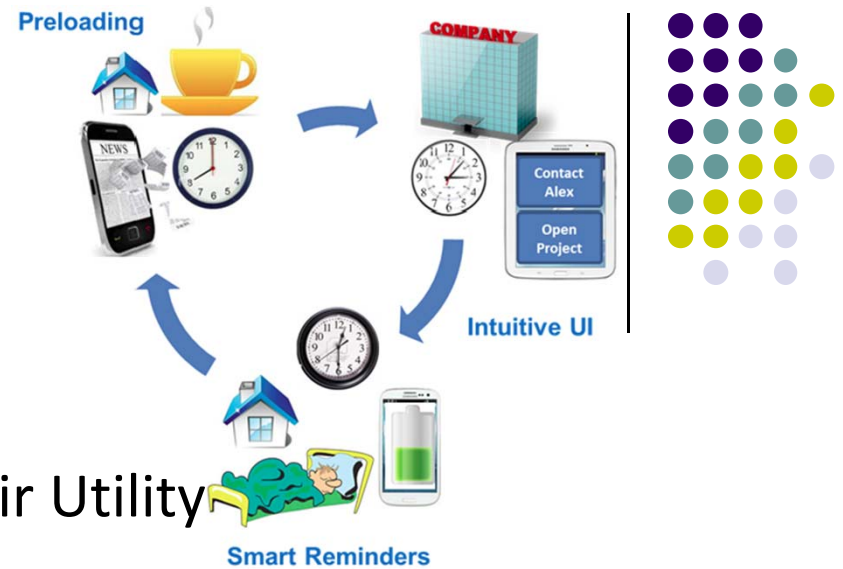 Preloading
COMPANY
NEWS
Contact
Alex
Open
Project
Intuitive UI
ir Utility
Smart Reminders